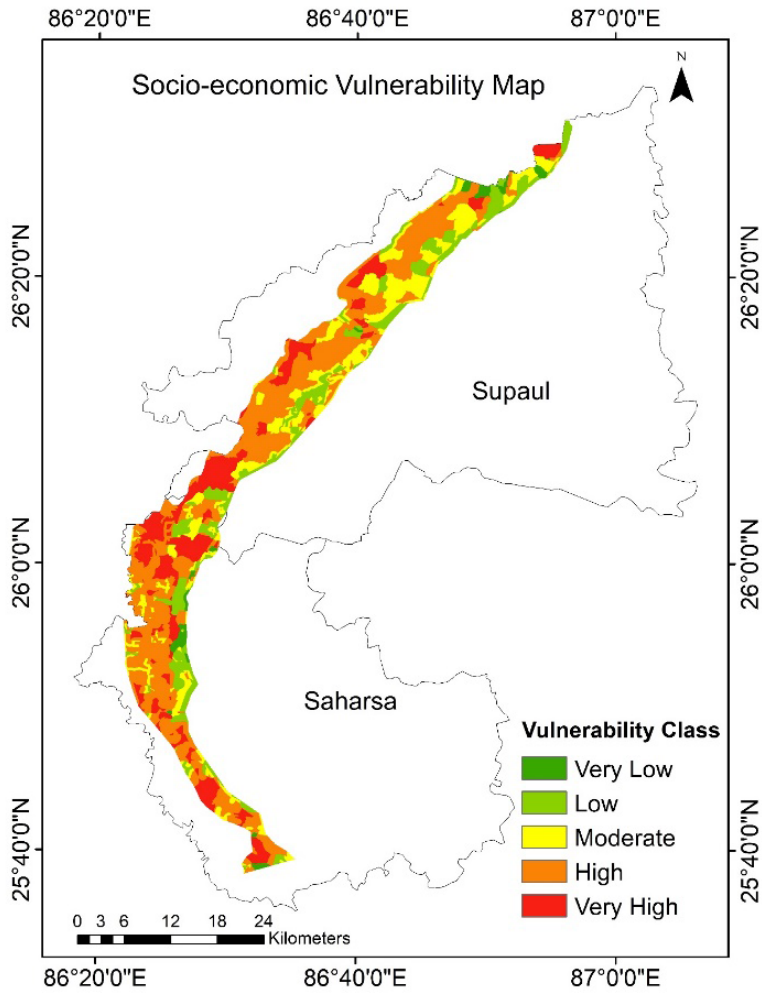 86°20'0"E 86°40'0"E 87°0'0"E
Socio-economic Vulnerability Map
N
26°20'0"N 26°20'0"N
Supaul
26°0'0"N 26°0'0"N
Saharsa
Vulnerability Class
Very Low
Low
Moderate
High
Very High
25°40'0"N 25°40'0"N
0 3 6 12 18 24
Kilometers
86°20'0"E 86°40'0"E 87°0'0"E